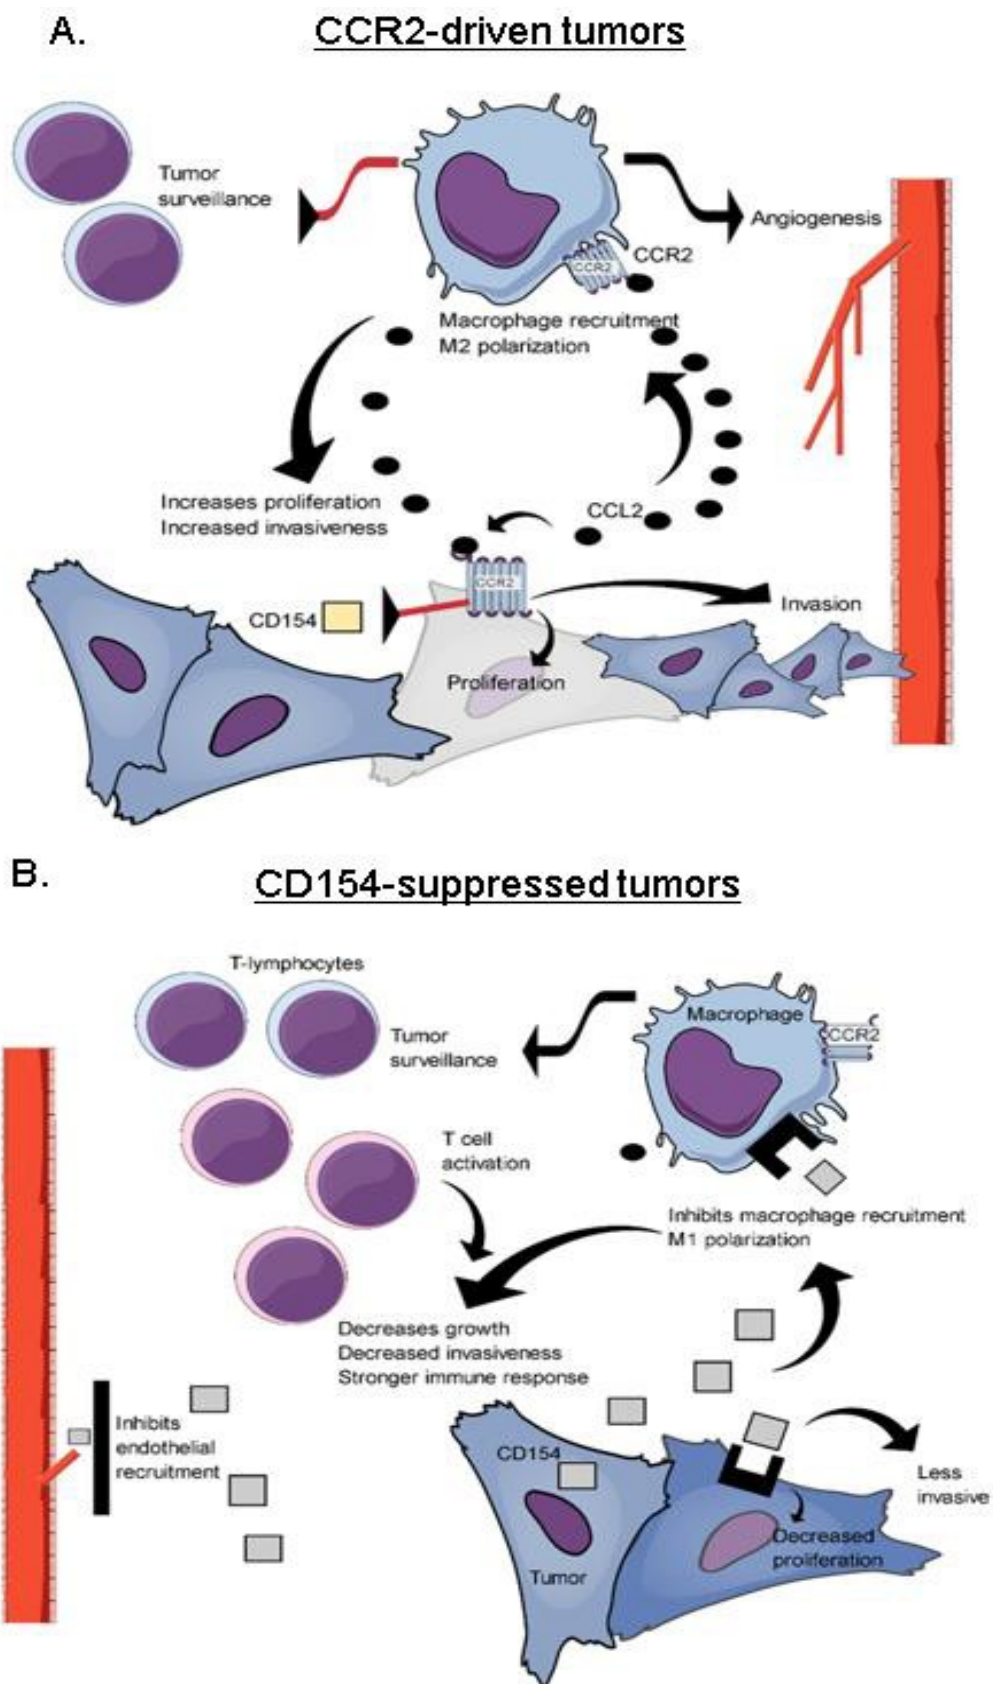 A.
CCR2-driven tumors
Tumor
surveillance
Angiogenesis
CCR2
CCR2
Macrophage recruitment
M2 polarization
Increases proliferation
Increased invasiveness
CCL2
CCR2
CD154
Invasion
Proliferation
B.
CD154-suppressed tumors
T-lymphocytes
Macrophage
CCR2
Tumor
surveillance
T cell
activation
Inhibits macrophage recruitment
M1 polarization
Decreases growth
Decreased invasiveness
Stronger immune response
Inhibits
endothelial
recruitment
CD154
Less
invasive
Decreased
proliferation
Tumor